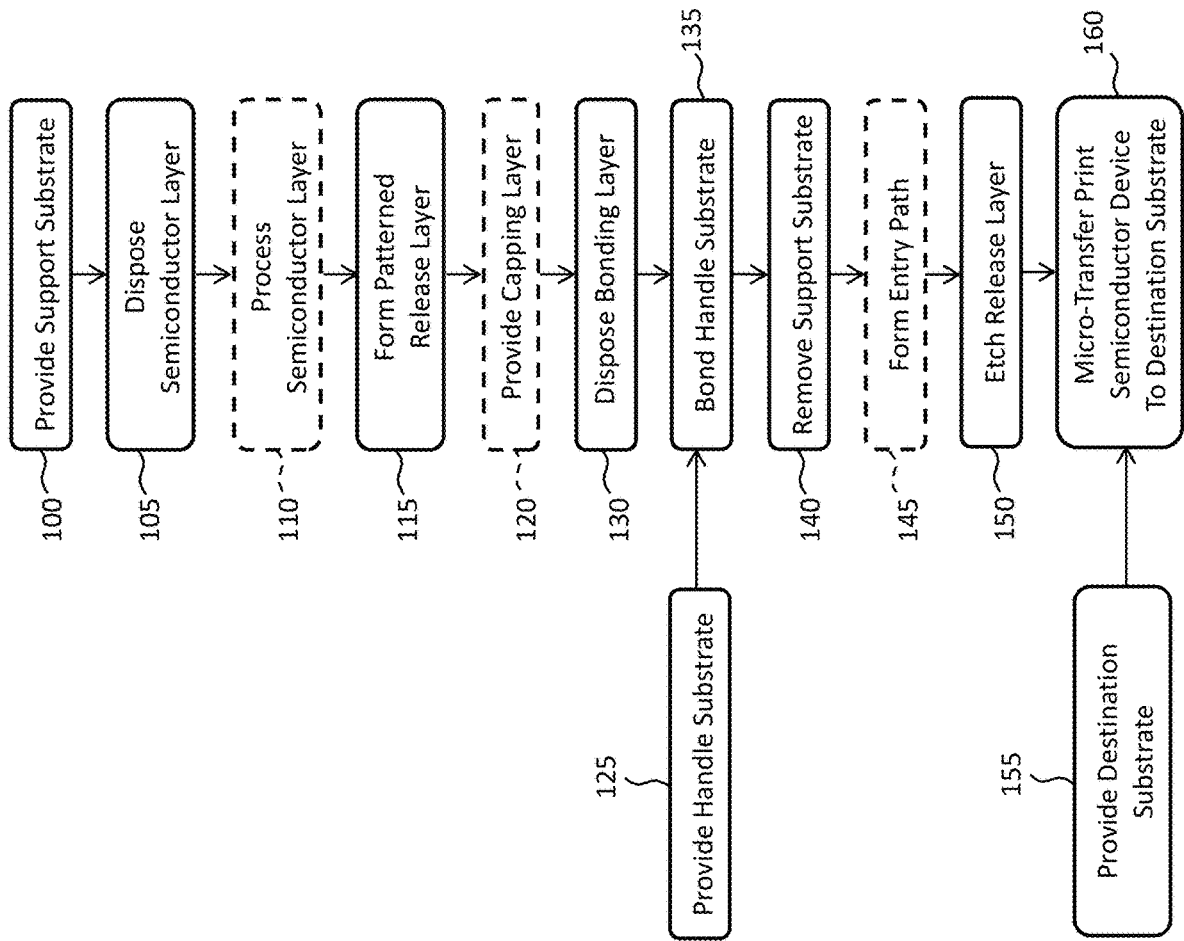 100
Provide Support Substrate
105
Dispose
Semiconductor Layer
110
Process
Semiconductor Layer
115
Form Patterned
Release Layer
120
Provide Capping Layer
130
Dispose Bonding Layer
125
Provide Handle Substrate
135
Bond Handle Substrate
140
Remove Support Substrate
145
Form Entry Path
150
Etch Release Layer
155
Provide Destination
Substrate
160
Micro-Transfer Print
Semiconductor Device
To Destination Substrate